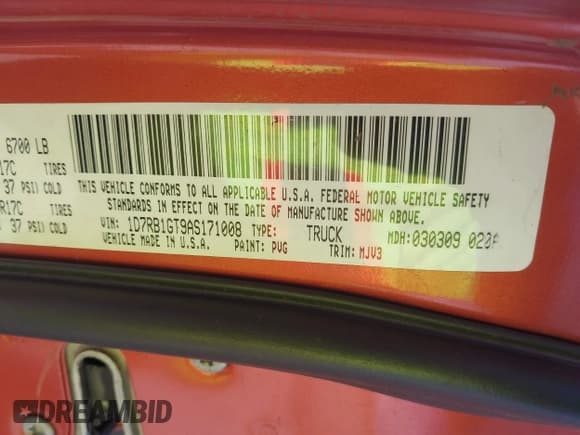 6700 LB
17C TIRES
37 PSI) COLD
R17C TIRES
37 PSI) COLD
THIS VEHICLE CONFORMS TO ALL APPLICABLE U.S.A. FEDERAL MOTOR VEHICLE SAFETY
STANDARDS IN EFFECT ON THE DATE OF MANUFACTURE SHOWN ABOVE.
VIN: 1D7RB1GT9AS171008 TYPE: TRUCK MDH: 030309 020
VEHICLE MADE IN U.S.A. PAINT: PVG TRIM: MJV3
DREAMBID